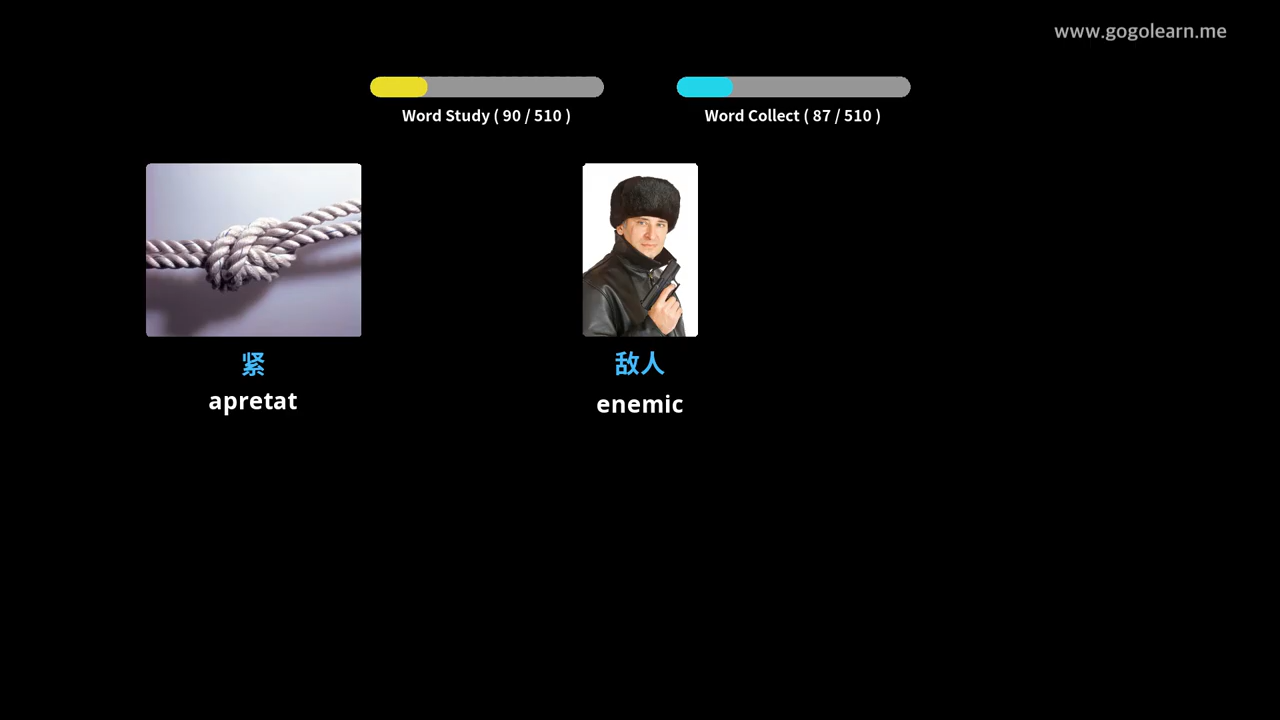 www.gogolearn.me
Word Study ( 90 / 510 )
Word Collect ( 87 / 510 )
紧
apretat
敌人
enemic